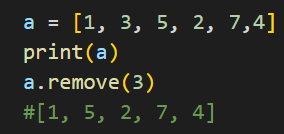 a = [1, 3, 5, 2, 7,4]
print(a)
a.remove(3)
#[1, 5, 2, 7, 4]